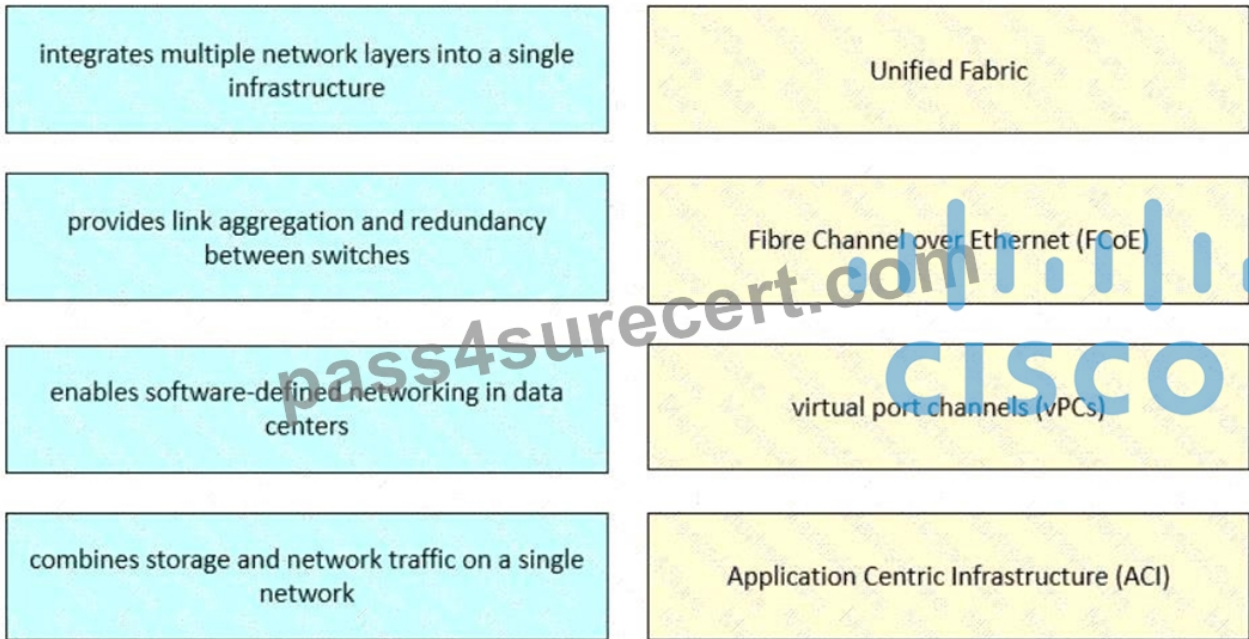 integrates multiple network layers into a single
infrastructure
Unified Fabric
provides link aggregation and redundancy
between switches
Fibre Channel over Ethernet (FCoE)
enables software-defined networking in data
centers
virtual port channels (vPCs)
combines storage and network traffic on a single
network
Application Centric Infrastructure (ACI)
pass4surecert.com
CISCO